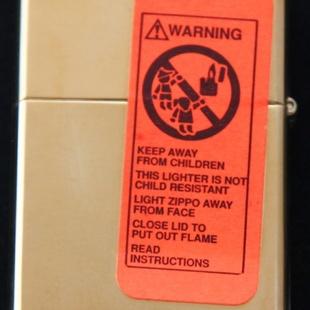 WARNING
KEEP AWAY
FROM CHILDREN
THIS LIGHTER IS NOT
CHILD RESISTANT
LIGHT ZIPPO AWAY
FROM FACE
CLOSE LID TO
PUT OUT FLAME
READ
INSTRUCTIONS